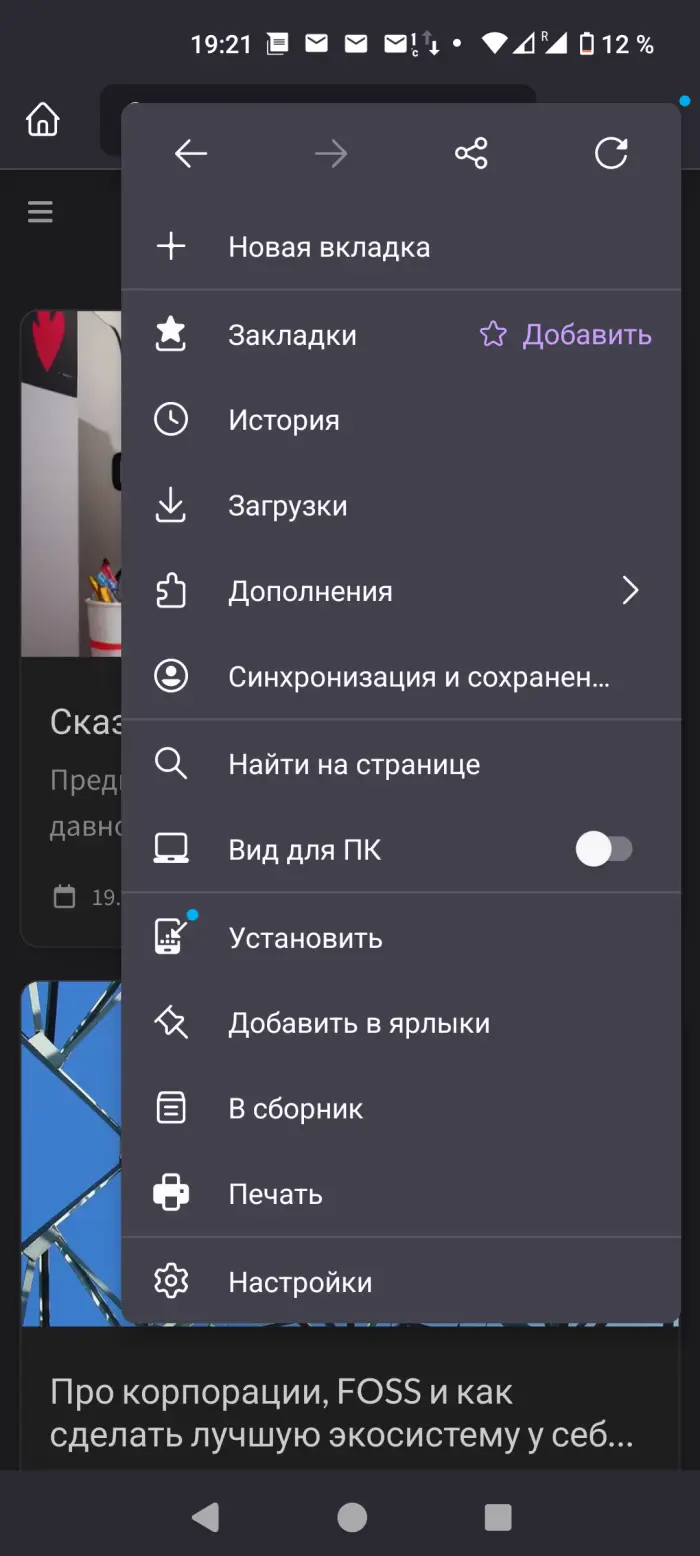 19:21
12 %
Новая вкладка
Закладки
Добавить
История
Загрузки
Дополнения
Синхронизация и сохранен...
Найти на странице
Вид для ПК
Установить
Добавить в ярлыки
В сборник
Печать
Настройки
Сказ
Пред
давно
19.
Про корпорации, FOSS и как
сделать лучшую экосистему у себ...